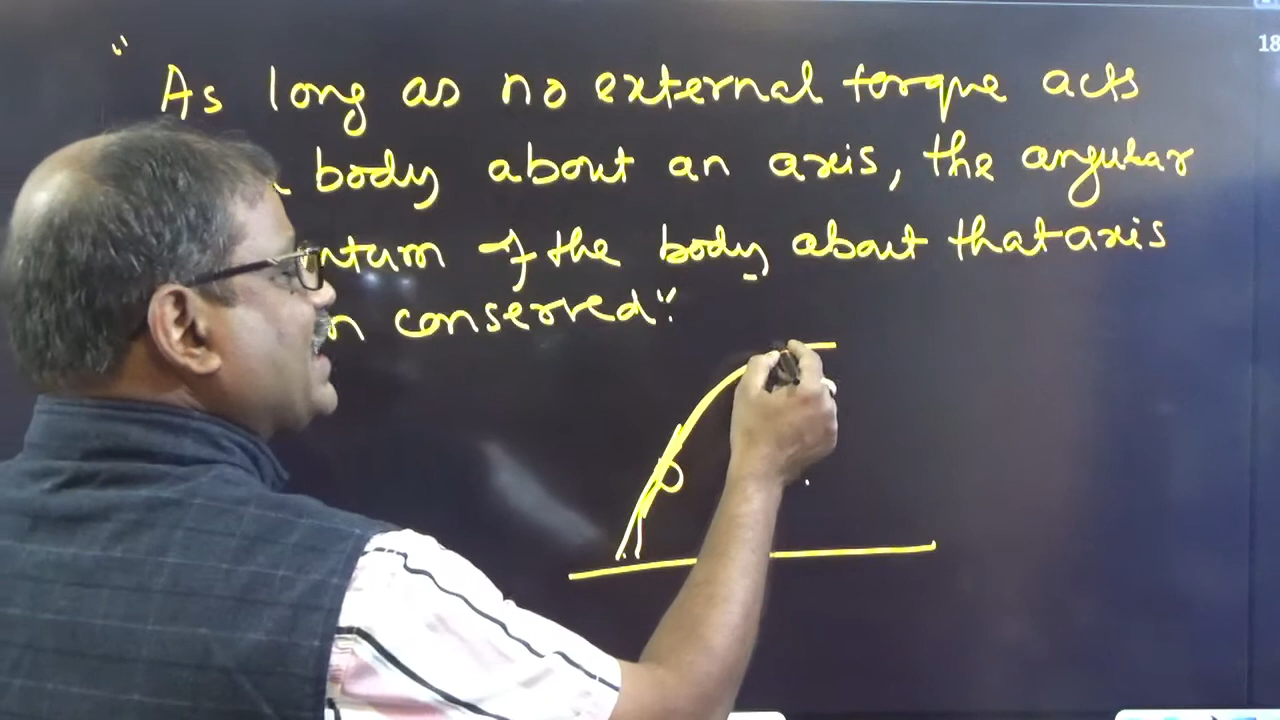 " As long as no external torque acts
body about an axis, the angular
ntum of the body about that axis
n conserved".
18